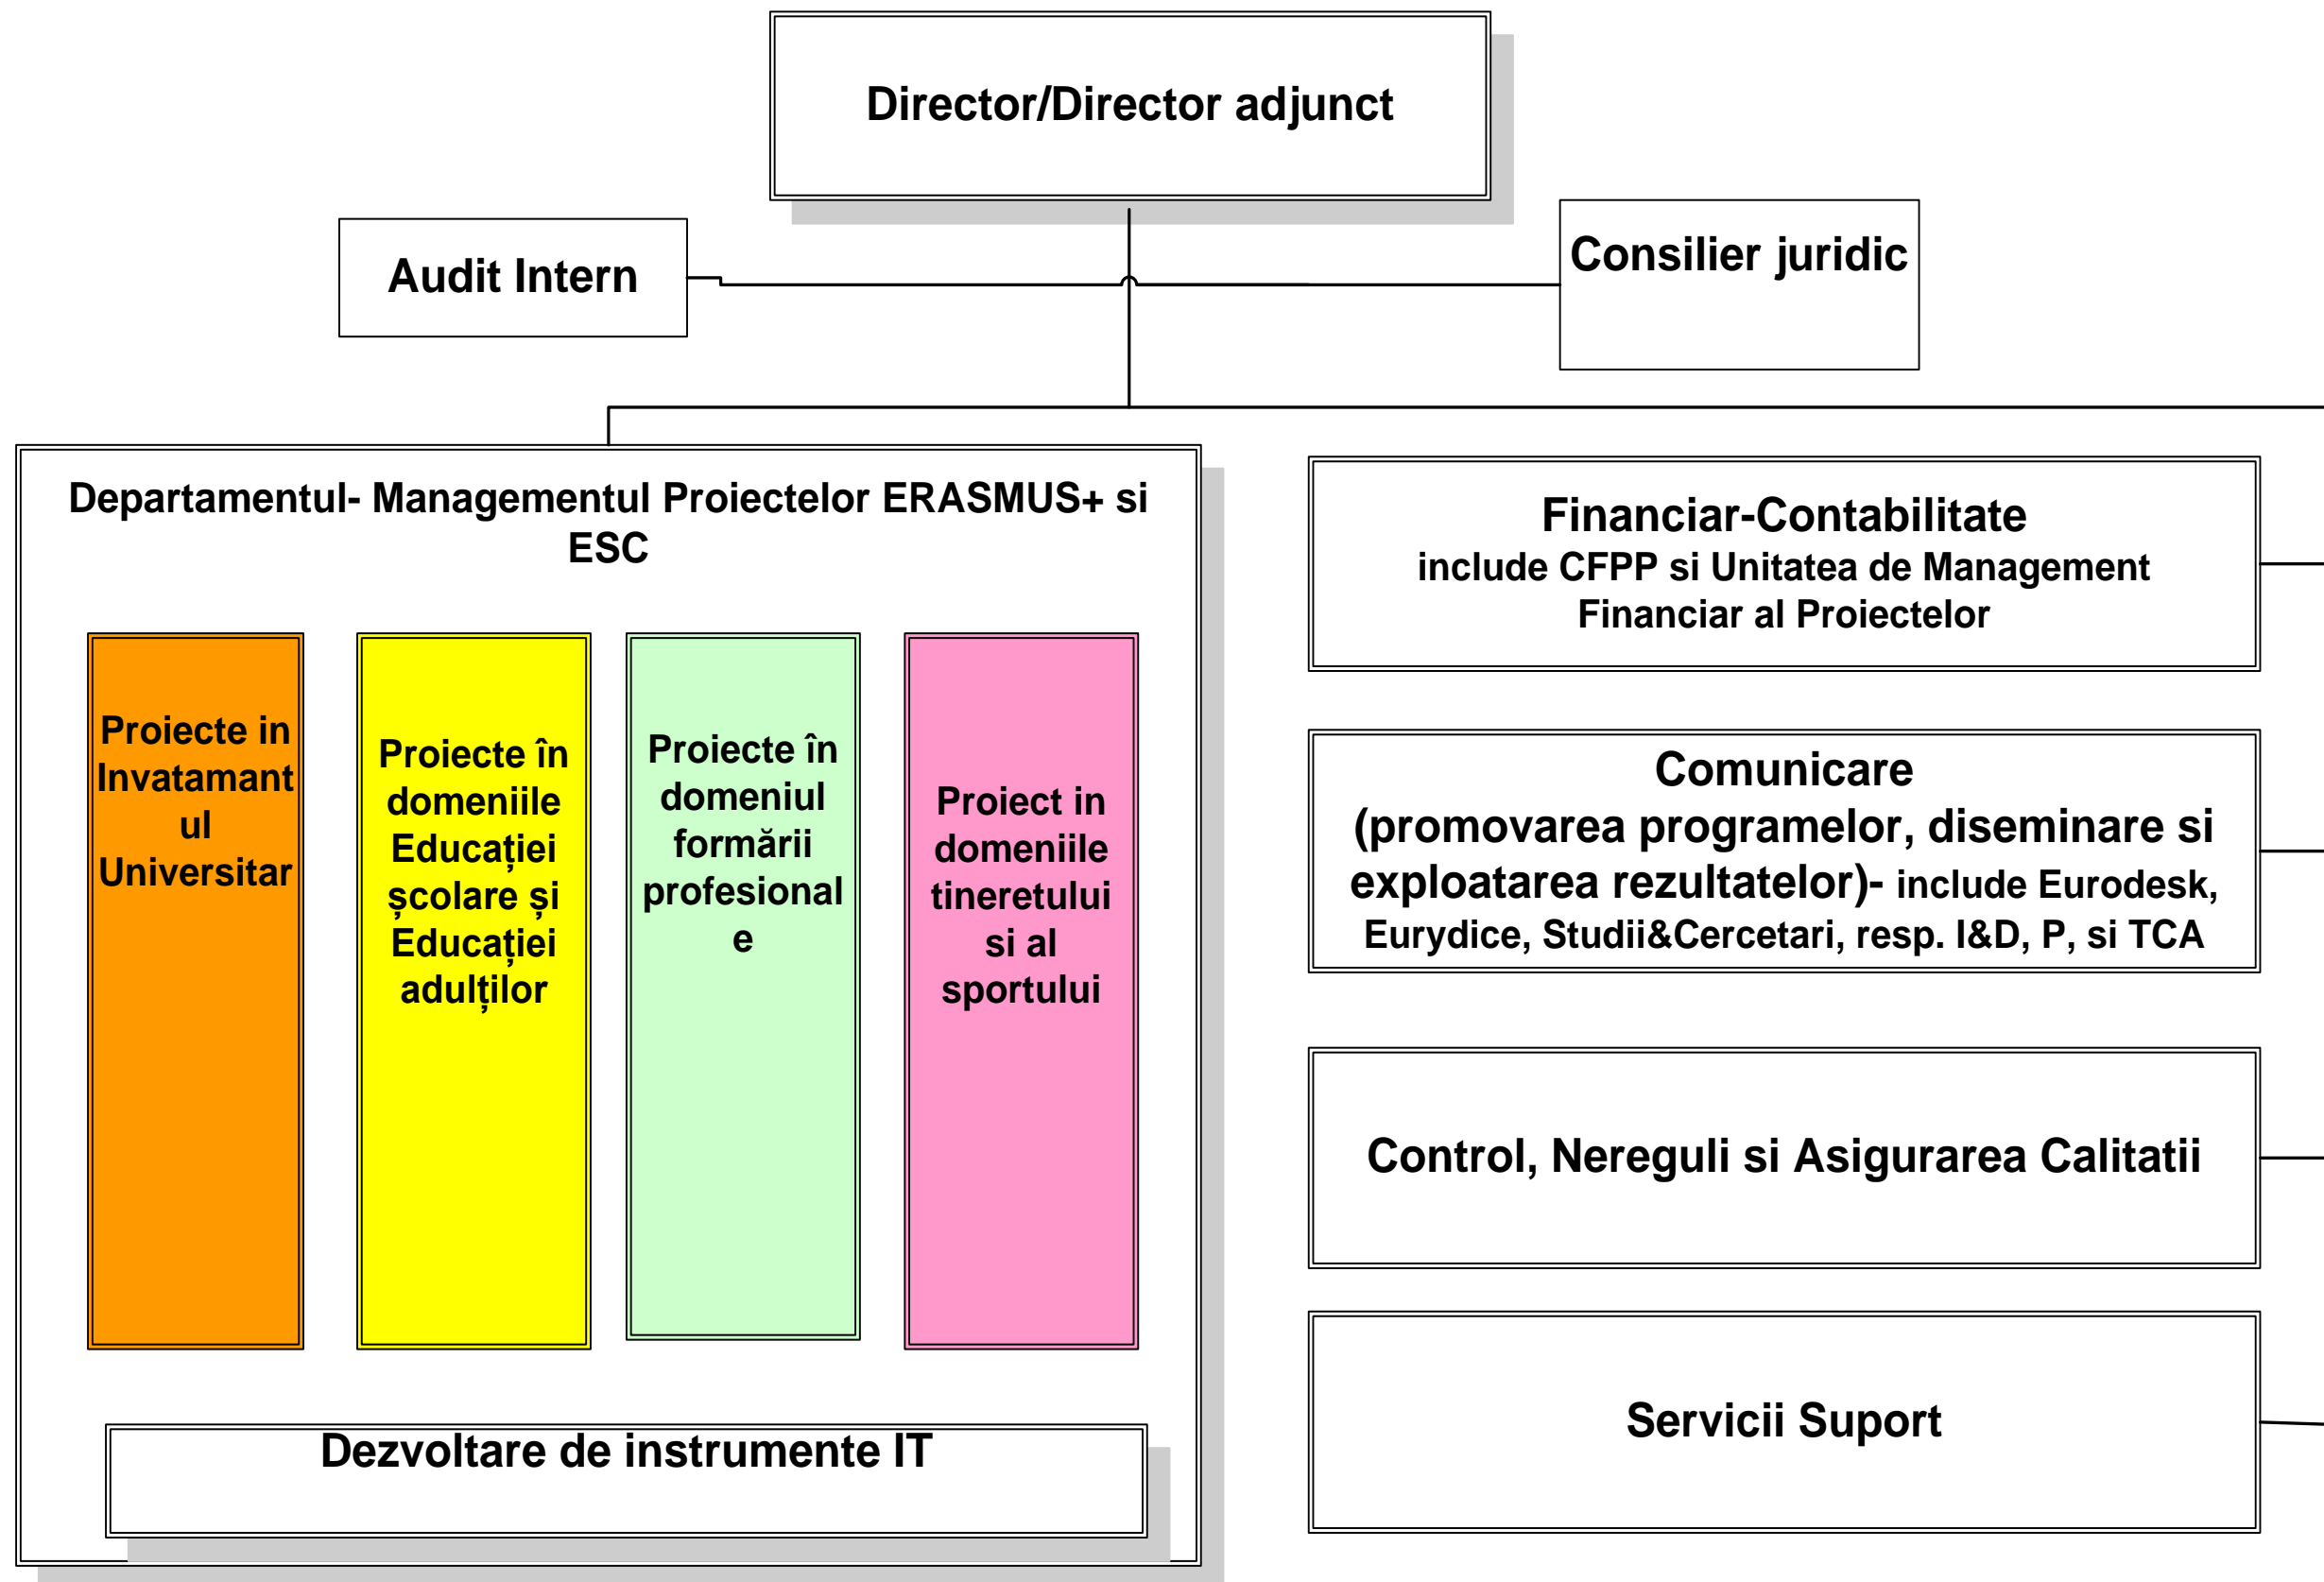 Director/Director adjunct
Audit Intern
Consilier juridic
Departamentul- Managementul Proiectelor ERASMUS+ si
ESC
Proiecte in
Invatamant
ul
Universitar
Proiecte în
domeniile
Educației
școlare și
Educației
adulților
Proiecte în
domeniul
formării
profesional
e
Proiect in
domeniile
tineretului
si al
sportului
Dezvoltare de instrumente IT
Financiar-Contabilitate
include CFPP si Unitatea de Management
Financiar al Proiectelor
Comunicare
(promovarea programelor, diseminare si
exploatarea rezultatelor)- include Eurodesk,
Eurydice, Studii&Cercetari, resp. I&D, P, si TCA
Control, Nereguli si Asigurarea Calitatii
Servicii Suport